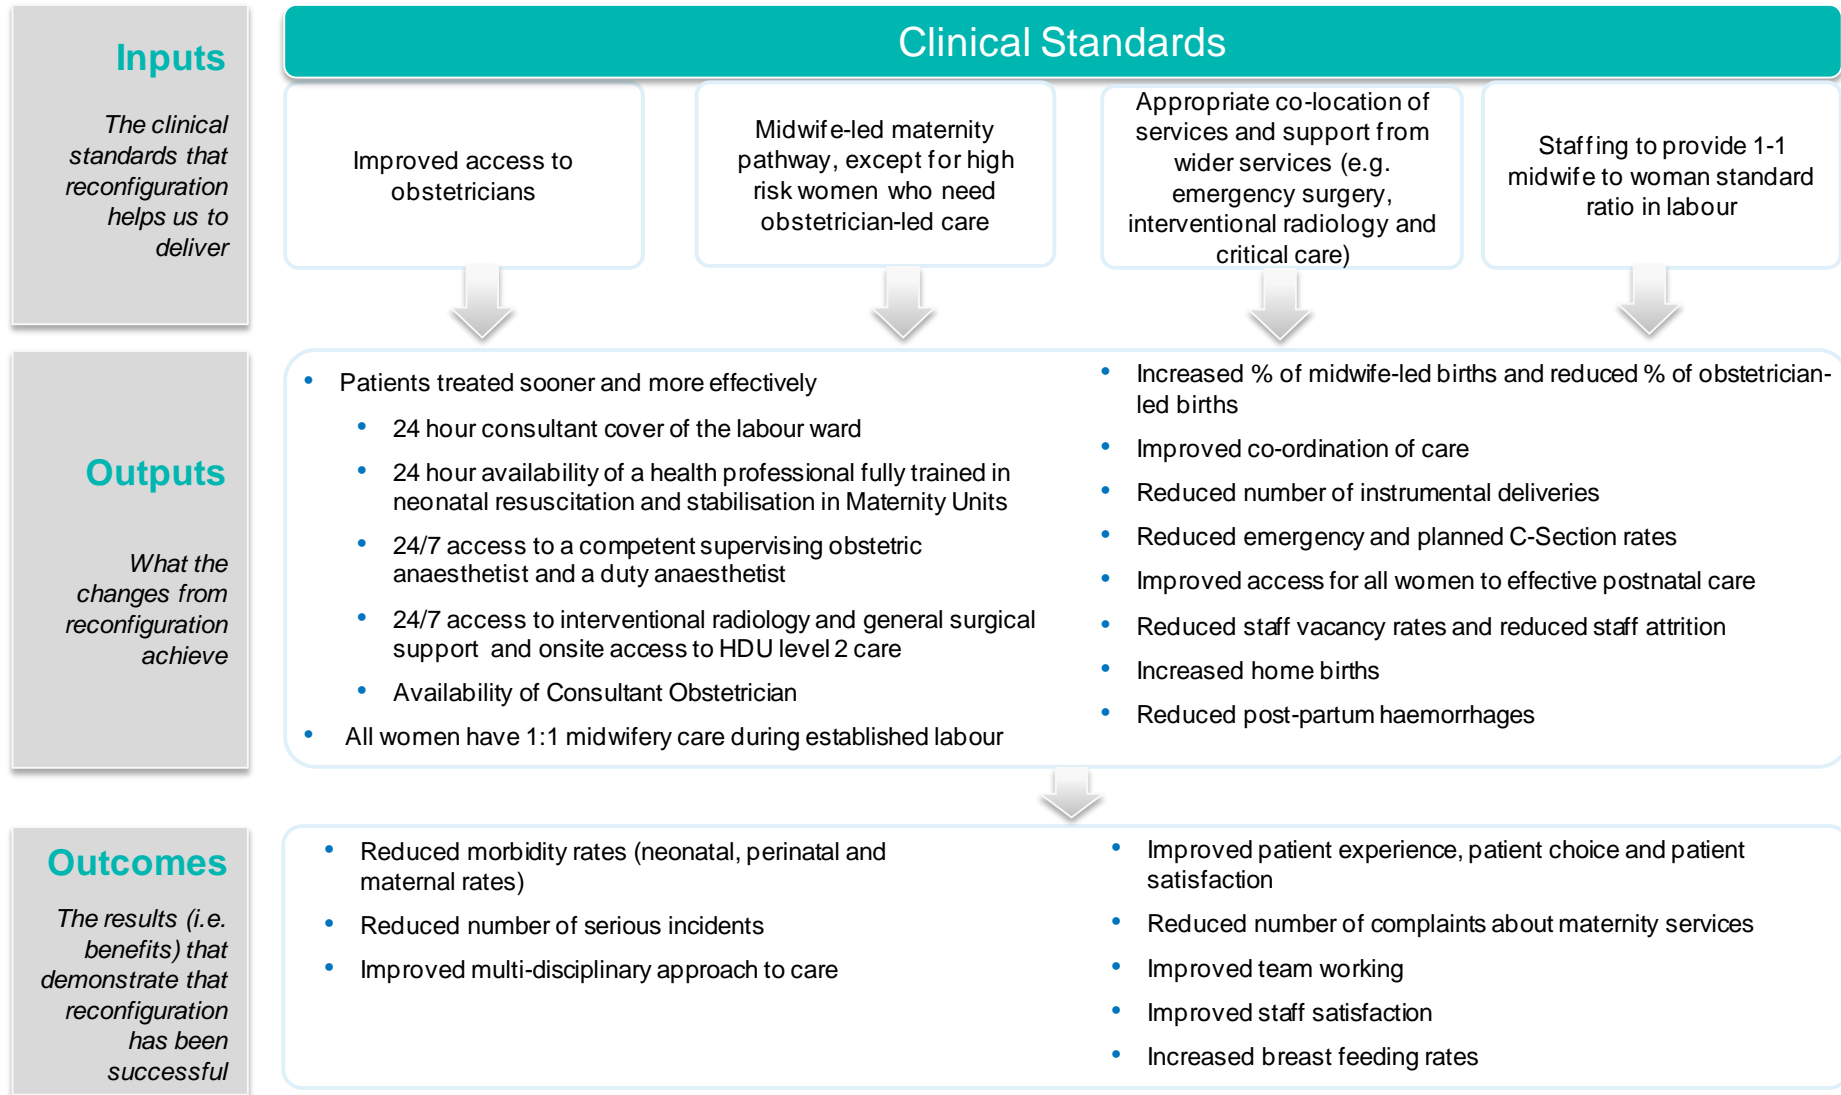 Inputs
The clinical
standards that
reconfiguration
helps us to
deliver
Clinical Standards
Improved access to
obstetricians
Midwife-led maternity
pathway, except for high
risk women who need
obstetrician-led care
Appropriate co-location of
services and support from
wider services (e.g.
emergency surgery,
interventional radiology and
critical care)
Staffing to provide 1-1
midwife to woman standard
ratio in labour
Outputs
What the
changes from
reconfiguration
achieve
• Patients treated sooner and more effectively
• 24 hour consultant cover of the labour ward
• 24 hour availability of a health professional fully trained in
neonatal resuscitation and stabilisation in Maternity Units
• 24/7 access to a competent supervising obstetric
anaesthetist and a duty anaesthetist
• 24/7 access to interventional radiology and general surgical
support and onsite access to HDU level 2 care
• Availability of Consultant Obstetrician
• All women have 1:1 midwifery care during established labour
• Increased % of midwife-led births and reduced % of obstetrician-
led births
• Improved co-ordination of care
• Reduced number of instrumental deliveries
• Reduced emergency and planned C-Section rates
• Improved access for all women to effective postnatal care
• Reduced staff vacancy rates and reduced staff attrition
• Increased home births
• Reduced post-partum haemorrhages
Outcomes
The results (i.e.
benefits) that
demonstrate that
reconfiguration
has been
successful
• Reduced morbidity rates (neonatal, perinatal and
maternal rates)
• Reduced number of serious incidents
• Improved multi-disciplinary approach to care
• Improved patient experience, patient choice and patient
satisfaction
• Reduced number of complaints about maternity services
• Improved team working
• Improved staff satisfaction
• Increased breast feeding rates